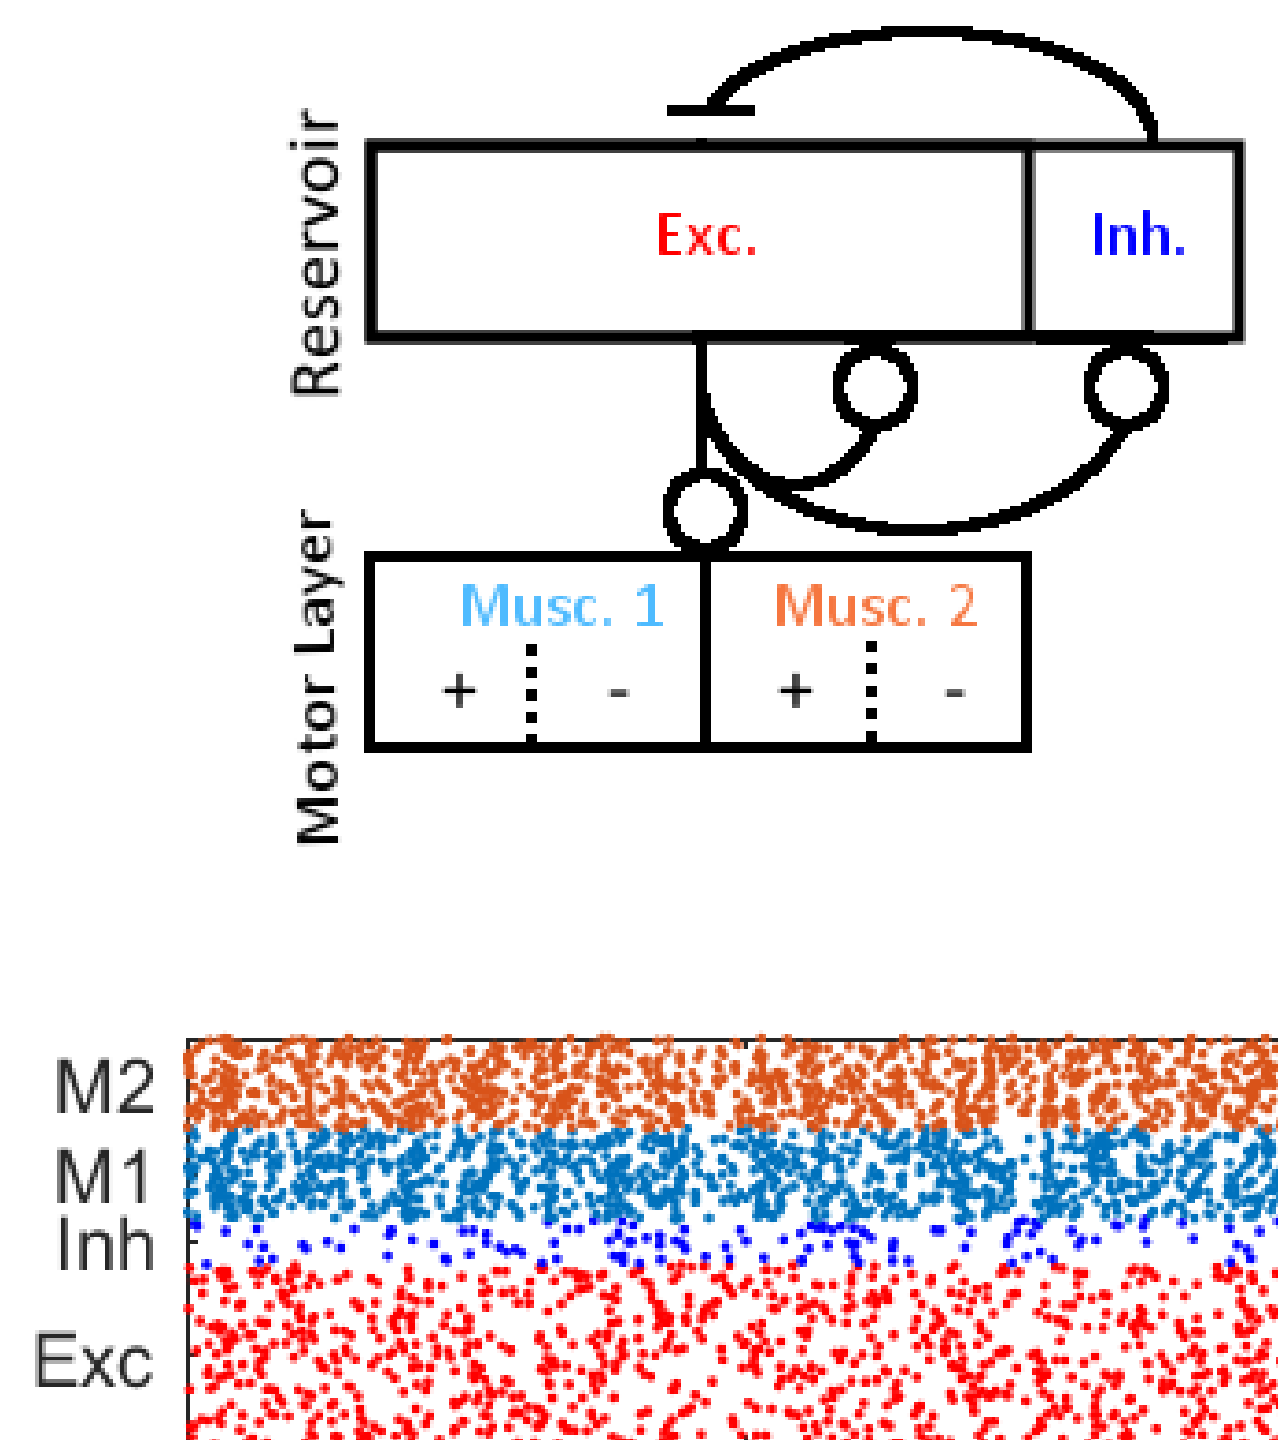 Reservoir
Exc.
Inh.
Motor Layer
Musc. 1
Musc. 2
+
-
+
-
M2
M1
Inh
Exc